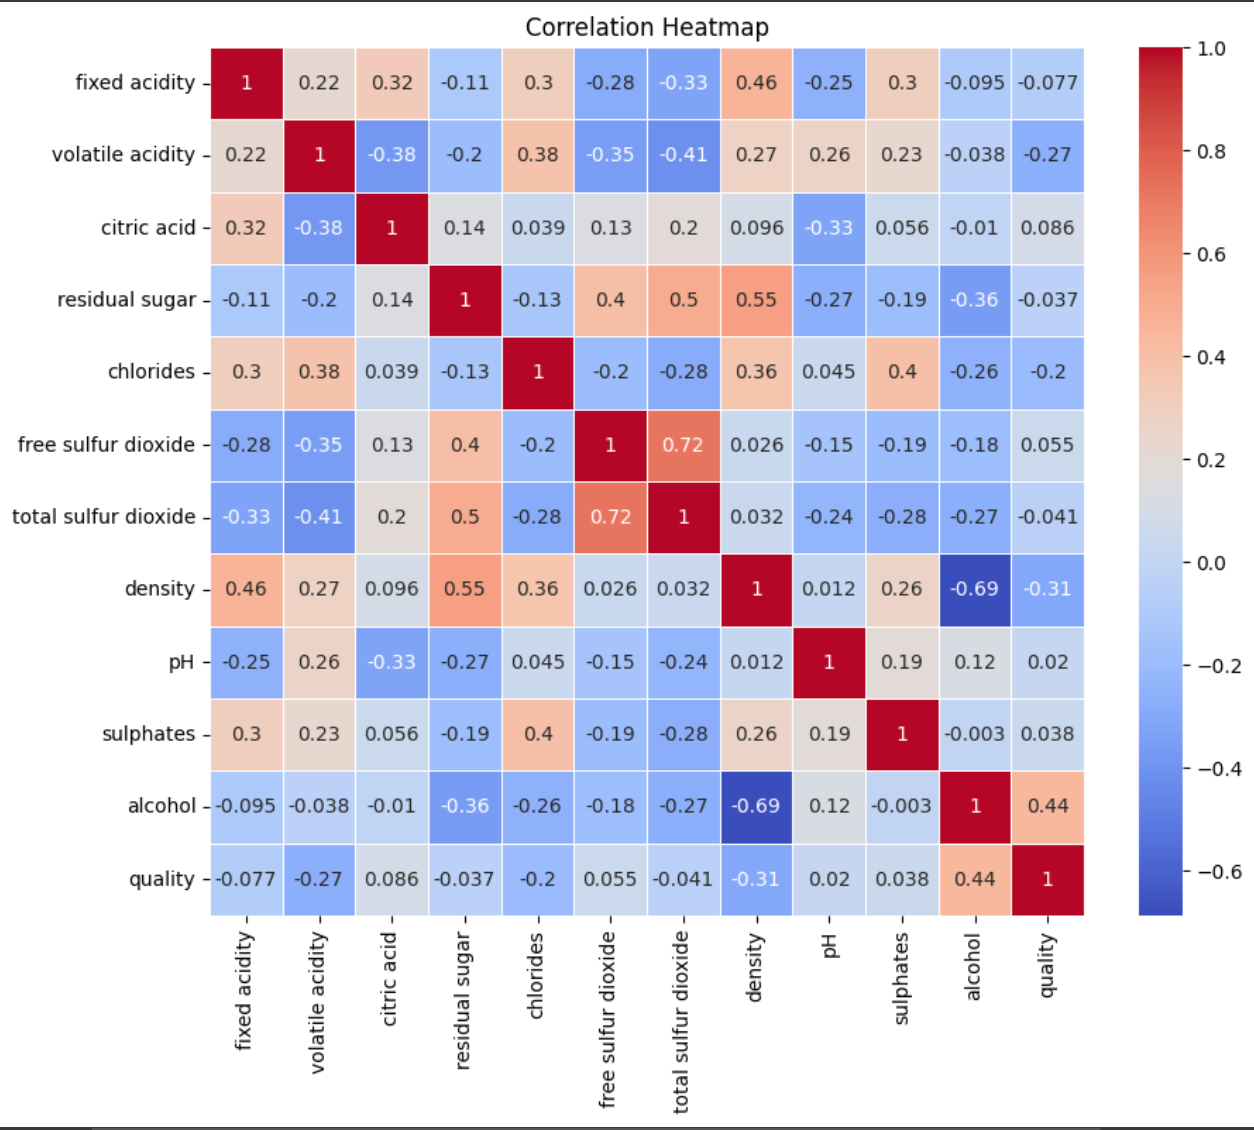 Correlation Heatmap
fixed acidity 1 0.22 0.32 -0.11 0.3 -0.28 -0.33 0.46 -0.25 0.3 -0.095 -0.077
volatile acidity 0.22 1 -0.38 -0.2 0.38 -0.35 -0.41 0.27 0.26 0.23 -0.038 -0.27
citric acid 0.32 -0.38 1 0.14 0.039 0.13 0.2 0.096 -0.33 0.056 -0.01 0.086
residual sugar -0.11 -0.2 0.14 1 -0.13 0.4 0.5 0.55 -0.27 -0.19 -0.36 -0.037
chlorides 0.3 0.38 0.039 -0.13 1 -0.2 -0.28 0.36 0.045 0.4 -0.26 -0.2
free sulfur dioxide -0.28 -0.35 0.13 0.4 -0.2 1 0.72 0.026 -0.15 -0.19 -0.18 0.055
total sulfur dioxide -0.33 -0.41 0.2 0.5 -0.28 0.72 1 0.032 -0.24 -0.28 -0.27 -0.041
density 0.46 0.27 0.096 0.55 0.36 0.026 0.032 1 0.012 0.26 -0.69 -0.31
pH -0.25 0.26 -0.33 -0.27 0.045 -0.15 -0.24 0.012 1 0.19 0.12 0.02
sulphates 0.3 0.23 0.056 -0.19 0.4 -0.19 -0.28 0.26 0.19 1 -0.003 0.038
alcohol -0.095 -0.038 -0.01 -0.36 -0.26 -0.18 -0.27 -0.69 0.12 -0.003 1 0.44
quality -0.077 -0.27 0.086 -0.037 -0.2 0.055 -0.041 -0.31 0.02 0.038 0.44 1
fixed acidity
volatile acidity
citric acid
residual sugar
chlorides
free sulfur dioxide
total sulfur dioxide
density
pH
sulphates
alcohol
quality
1.0
0.8
0.6
0.4
0.2
0.0
−0.2
−0.4
−0.6